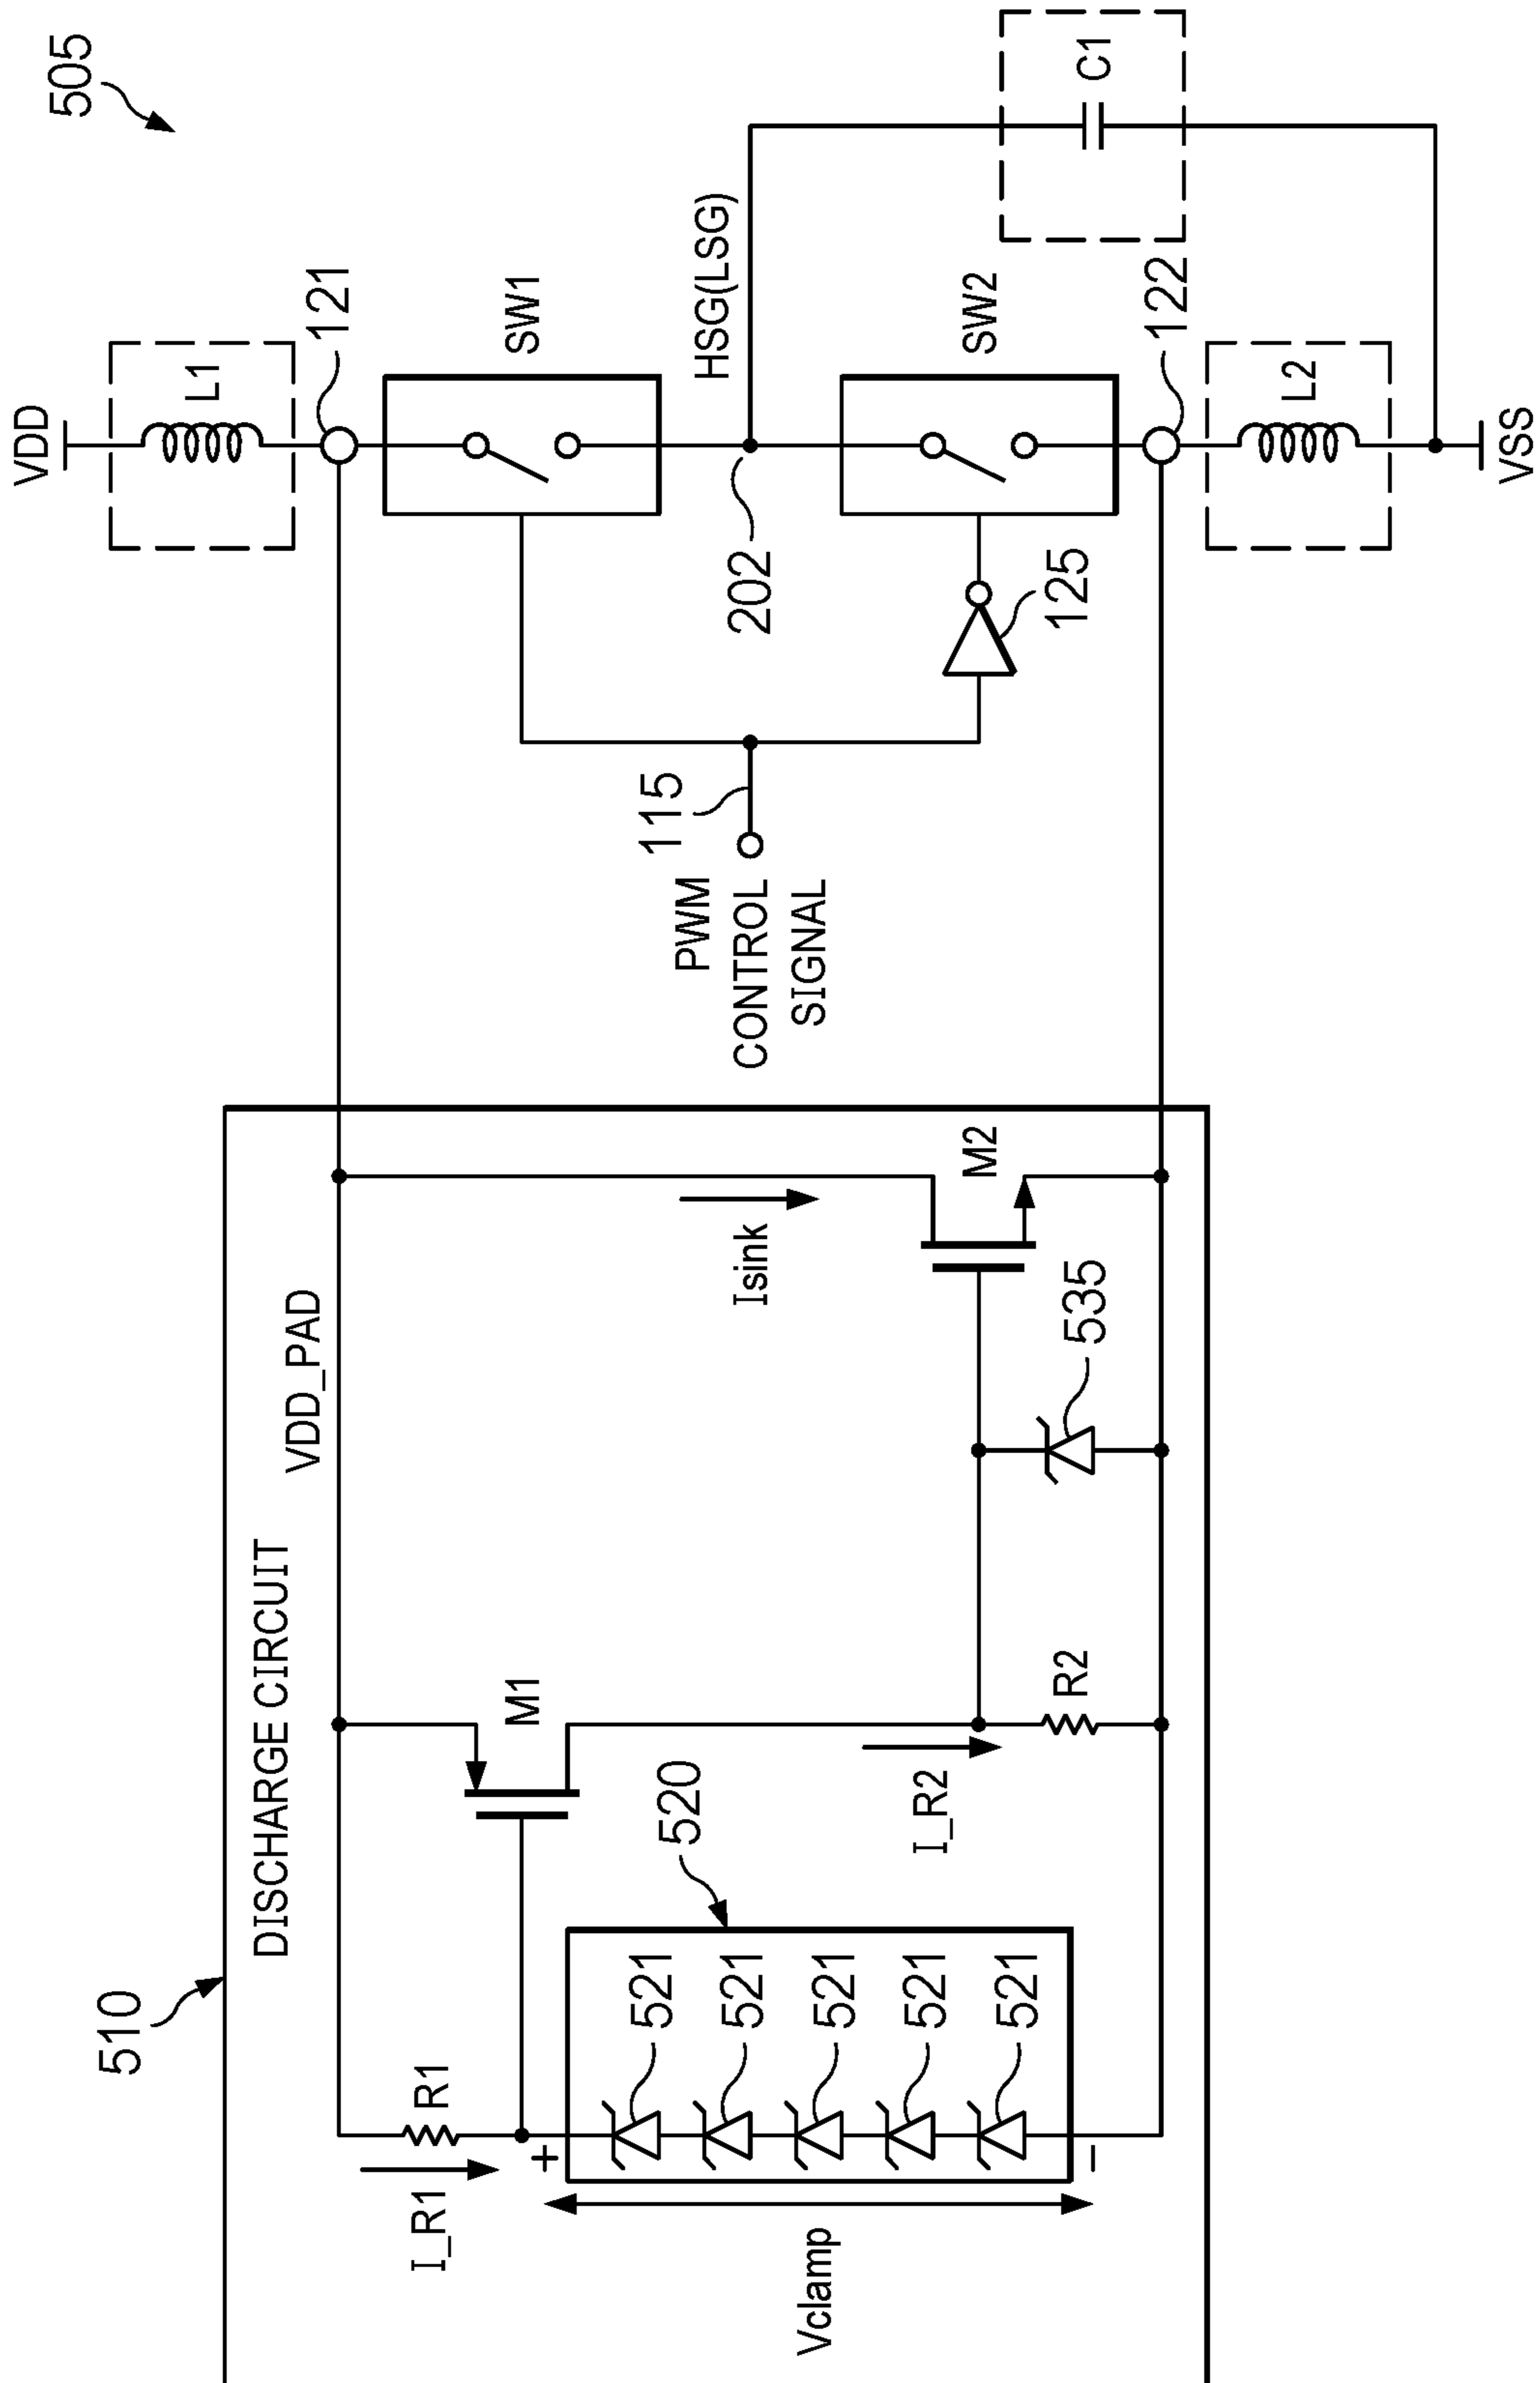 505
510
DISCHARGE CIRCUIT
VDD_PAD
VDD
L1
121
I_R1
R1
M1
SW1
520
521
521
521
521
521
Vclamp
I_R2
R2
Isink
M2
535
PWM
CONTROL
SIGNAL
115
125
202
HSG(LSG)
SW2
122
L2
C1
VSS
+
−